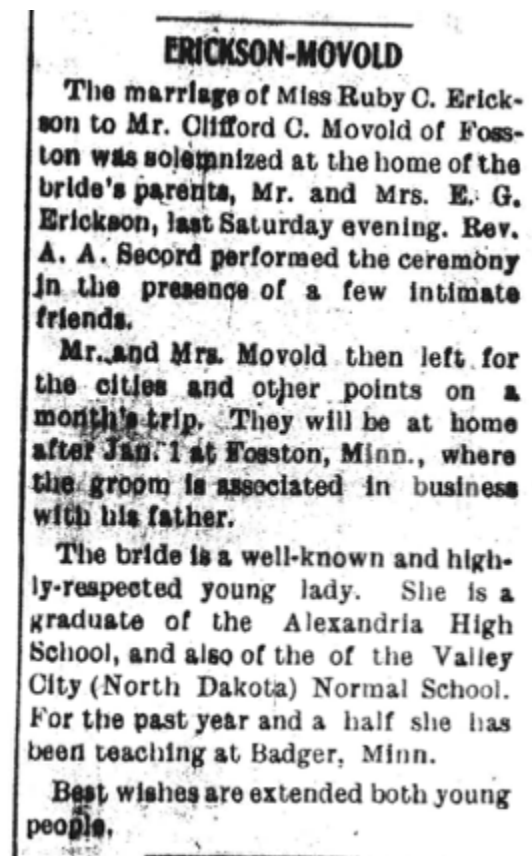 ERICKSON-MOVOLD
The marriage of Miss Ruby C. Erick-
son to Mr. Clifford C. Movold of Foss-
ton was solemnized at the home of the
bride's parents, Mr. and Mrs. E. G.
Erickson, last Saturday evening. Rev.
A. A. Secord performed the ceremony
in the presence of a few intimate
friends.
Mr. and Mrs. Movold then left for
the cities and other points on a
month's trip. They will be at home
after Jan. 1 at Fosston, Minn., where
the groom is associated in business
with his father.
The bride is a well-known and high-
ly-respected young lady. She is a
graduate of the Alexandria High
School, and also of the of the Valley
City (North Dakota) Normal School.
For the past year and a half she has
been teaching at Badger, Minn.
Best wishes are extended both young
people.